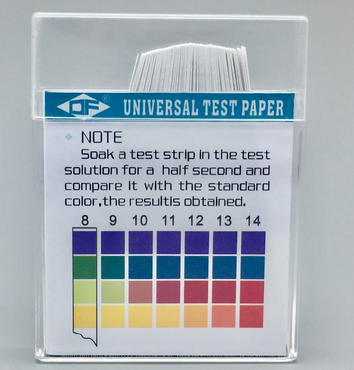 DF® UNIVERSAL TEST PAPER
NOTE
Soak a test strip in the test
solution for a half second and
compare it with the standard
color,the resultis obtained.
8 9 10 11 12 13 14